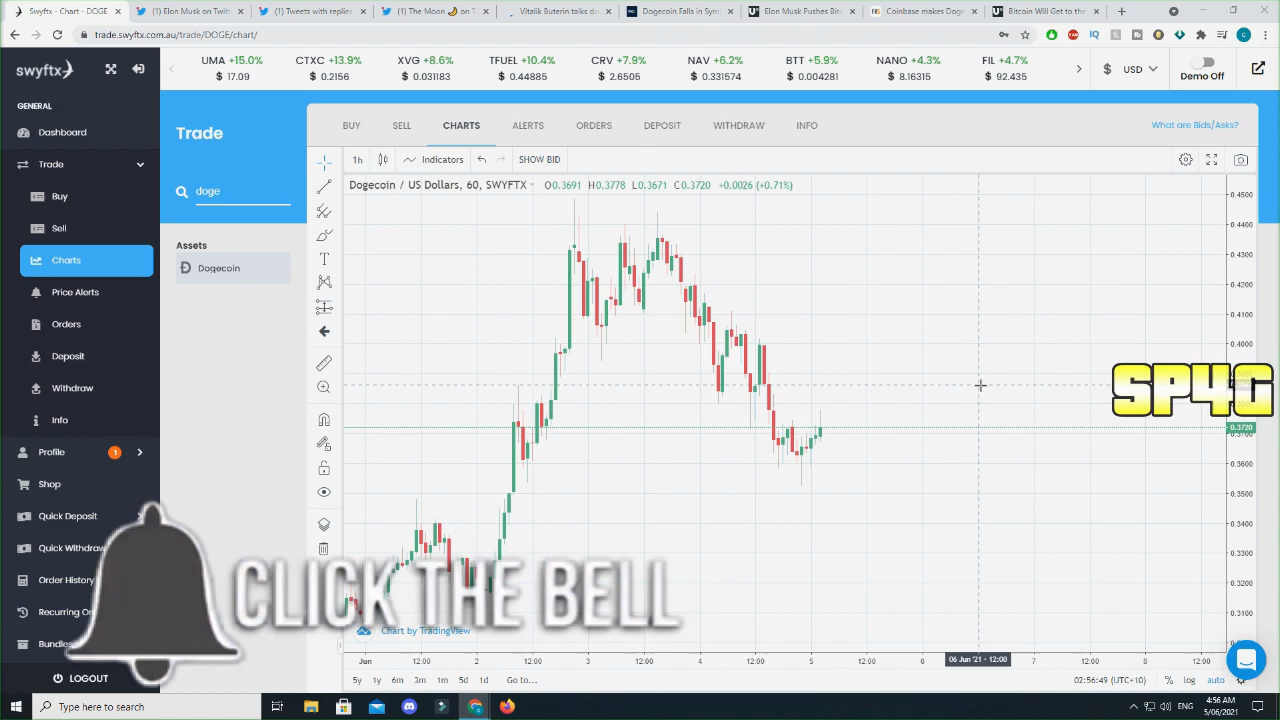 Swyftx - Charts - DOGE
(1) Elon Musk on Twitt
(1) Tweets with replies
(1) The Moon 🌙 on T
Vitalik Buterin talks do
Dogecoin Falls in Sym
Elon Musk Pushes Bitc
Coinbase makes Doge
Bitcoin Will Get to the
trade.swyftx.com.au/trade/DOGE/chart/
swyftx
UMA +15.0% CTXC +13.9% XVG +8.6% TFUEL +10.4% CRV +7.9% NAV +6.2% BTT +5.9% NANO +4.3% FIL +4.7%
$ 17.09 $ 0.2156 $ 0.031183 $ 0.44885 $ 2.6505 $ 0.331574 $ 0.004281 $ 8.16315 $ 92.435
$ USD
Demo Off
GENERAL
Dashboard
Trade
Buy
Sell
Charts
Price Alerts
Orders
Deposit
Withdraw
Info
Profile 1
Shop
Quick Deposit
Quick Withdraw
Order History
Recurring Or
Bundles
LOGOUT
Trade
doge
Assets
Dogecoin
BUY SELL CHARTS ALERTS ORDERS DEPOSIT WITHDRAW INFO
What are Bids/Asks?
1h Indicators SHOW BID
Dogecoin / US Dollars, 60, SWYFTX O0.3691 H0.3778 L0.3671 C0.3720 +0.0026 (+0.71%)
0.4500
0.4400
0.4300
0.4200
0.4100
0.4000
SP4G
0.3720
0.3600
0.3500
0.3400
0.3300
0.3200
0.3100
CLICK THE BELL
Chart by TradingView
Jun 12:00 2 12:00 3 12:00 4 12:00 5 12:00 6 06 Jun '21 - 12:00 7 12:00 8 12:00
5y 1y 6m 3m 1m 5d 1d Go to...
02:56:49 (UTC+10) % log auto
Type here to search
4:56 AM
5/06/2021